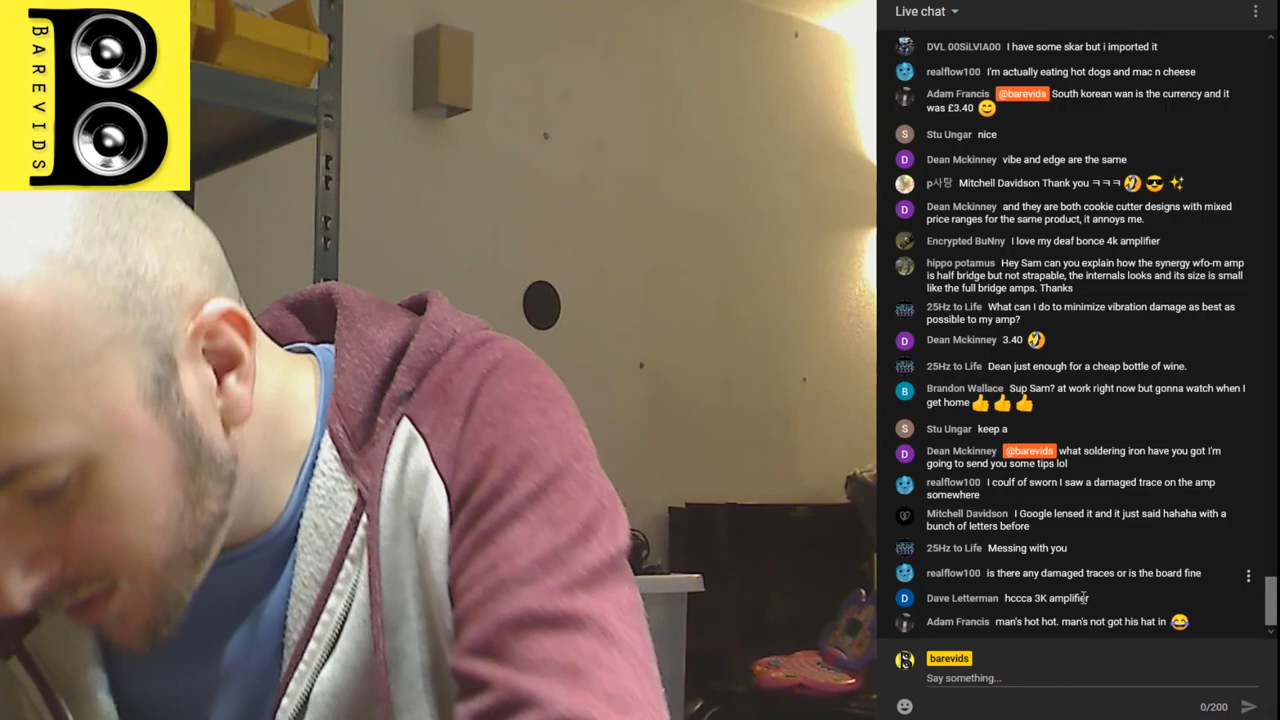 BAREVIDS
Live chat
DVL 00SiLVIA00 I have some skar but i imported it
realflow100 I'm actually eating hot dogs and mac n cheese
Adam Francis @barevids South korean wan is the currency and it
was £3.40 😊
S Stu Ungar nice
D Dean Mckinney vibe and edge are the same
p사탕 Mitchell Davidson Thank you ㅋㅋㅋ🤣 😎 ✨
D Dean Mckinney and they are both cookie cutter designs with mixed
price ranges for the same product, it annoys me.
Encrypted BuNny I love my deaf bonce 4k amplifier
hippo potamus Hey Sam can you explain how the synergy wfo-m amp
is half bridge but not strapable, the internals looks and its size is small
like the full bridge amps. Thanks
25Hz to Life What can I do to minimize vibration damage as best as
possible to my amp?
D Dean Mckinney 3.40 🤣
25Hz to Life Dean just enough for a cheap bottle of wine.
B Brandon Wallace Sup Sam? at work right now but gonna watch when I
get home 👍 👍 👍
S Stu Ungar keep a
D Dean Mckinney @barevids what soldering iron have you got I'm
going to send you some tips lol
realflow100 I coulf of sworn I saw a damaged trace on the amp
somewhere
Mitchell Davidson I Google lensed it and it just said hahaha with a
bunch of letters before
25Hz to Life Messing with you
realflow100 is there any damaged traces or is the board fine
D Dave Letterman hccca 3K amplifier
Adam Francis man's hot hot. man's not got his hat in 😂
barevids
Say something...
0/200